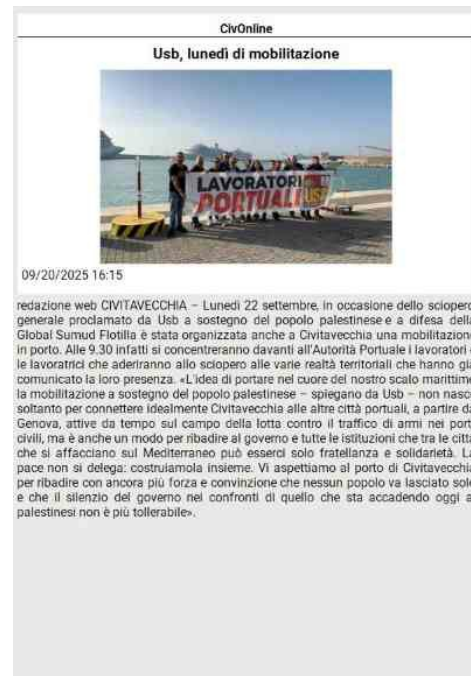 CivOnline
Usb, lunedì di mobilitazione
LAVORATORI
PORTUALI USB
09/20/2025 16:15
redazione web CIVITAVECCHIA – Lunedì 22 settembre, in occasione dello sciopero
generale proclamato da Usb a sostegno del popolo palestinese e a difesa della
Global Sumud Flotilla è stata organizzata anche a Civitavecchia una mobilitazione
in porto. Alle 9.30 infatti si concentreranno davanti all'Autorità Portuale i lavoratori e
le lavoratrici che aderiranno allo sciopero alle varie realtà territoriali che hanno già
comunicato la loro presenza. «L'idea di portare nel cuore del nostro scalo marittimo
la mobilitazione a sostegno del popolo palestinese – spiegano da Usb – non nasce
soltanto per connettere idealmente Civitavecchia alle altre città portuali, a partire da
Genova, attive da tempo sul campo della lotta contro il traffico di armi nei porti
civili, ma è anche un modo per ribadire al governo e tutte le istituzioni che tra le città
che si affacciano sul Mediterraneo può esserci solo fratellanza e solidarietà. La
pace non si delega: costruiamola insieme. Vi aspettiamo al porto di Civitavecchia
per ribadire con ancora più forza e convinzione che nessun popolo va lasciato solo
e che il silenzio del governo nei confronti di quello che sta accadendo oggi ai
palestinesi non è più tollerabile».